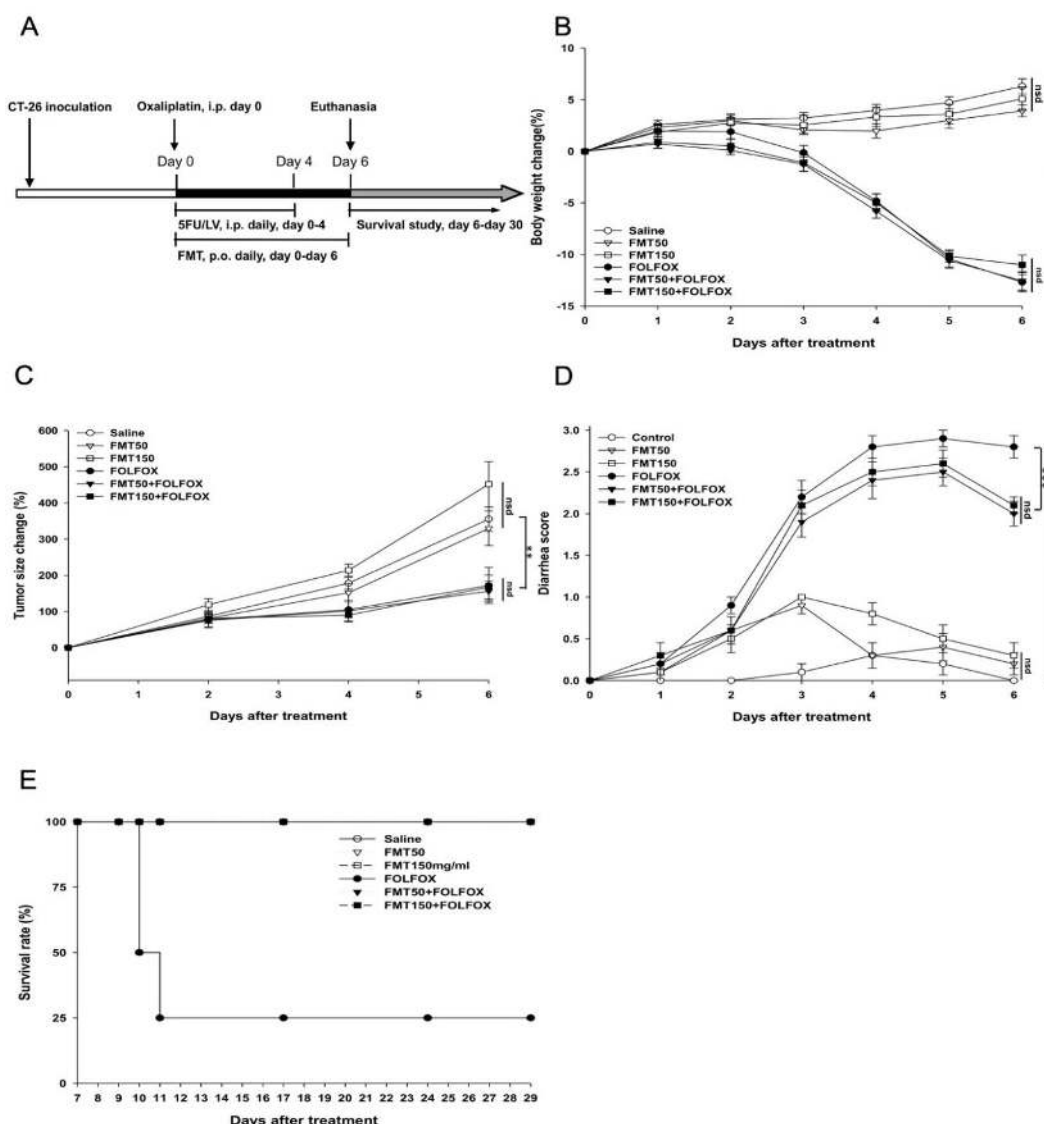 A
CT-26 inoculation
Oxaliplatin, i.p. day 0
Euthanasia
Day 0
Day 4
Day 6
5FU/LV, i.p. daily, day 0-4
Survival study, day 6-day 30
FMT, p.o. daily, day 0-day 6
B
Body weight change(%)
10
5
0
-5
-10
-15
Saline
FMT50
FMT150
FOLFOX
FMT50+FOLFOX
FMT150+FOLFOX
nsd
nsd
0 1 2 3 4 5 6
Days after treatment
C
Tumor size change (%)
600
500
400
300
200
100
0
Saline
FMT50
FMT150
FOLFOX
FMT50+FOLFOX
FMT150+FOLFOX
nsd
**
nsd
0 1 2 3 4 5 6
Days after treatment
D
Diarrhea score
3.0
2.5
2.0
1.5
1.0
0.5
0.0
Control
FMT50
FMT150
FOLFOX
FMT50+FOLFOX
FMT150+FOLFOX
nsd
nsd
0 1 2 3 4 5 6
Days after treatment
E
Survival rate (%)
100
75
50
25
0
Saline
FMT50
FMT150mg/ml
FOLFOX
FMT50+FOLFOX
FMT150+FOLFOX
7 8 9 10 11 12 13 14 15 16 17 18 19 20 21 22 23 24 25 26 27 28 29
Days after treatment